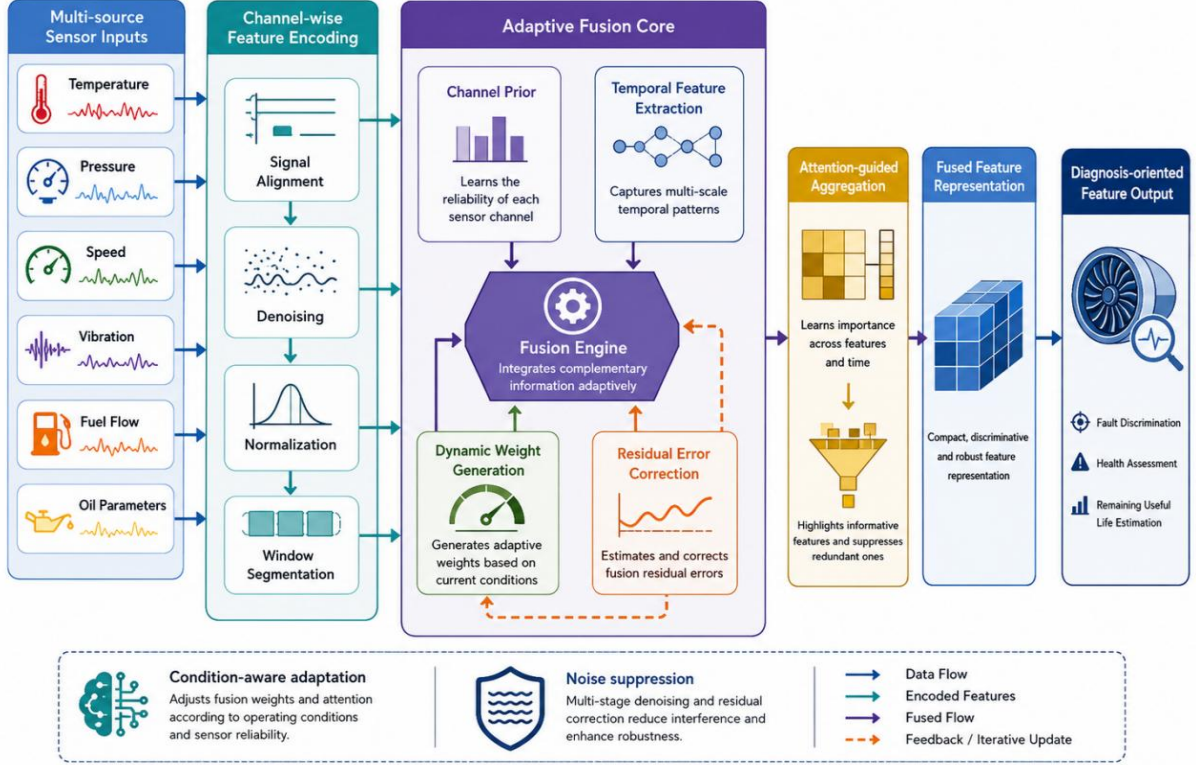 Multi-source
Sensor Inputs
Temperature
Pressure
Speed
Vibration
Fuel Flow
Oil Parameters
Channel-wise
Feature Encoding
Signal
Alignment
Denoising
Normalization
Window
Segmentation
Adaptive Fusion Core
Channel Prior
Learns the
reliability of each
sensor channel
Temporal Feature
Extraction
Captures multi-scale
temporal patterns
Fusion Engine
Integrates complementary
information adaptively
Dynamic Weight
Generation
Generates adaptive
weights based on
current conditions
Residual Error
Correction
Estimates and corrects
fusion residual errors
Attention-guided
Aggregation
Learns importance
across features
and time
Highlights informative
features and suppresses
redundant ones
Fused Feature
Representation
Compact, discriminative
and robust feature
representation
Diagnosis-oriented
Feature Output
Fault Discrimination
Health Assessment
Remaining Useful
Life Estimation
Condition-aware adaptation
Adjusts fusion weights and attention
according to operating conditions
and sensor reliability.
Noise suppression
Multi-stage denoising and residual
correction reduce interference and
enhance robustness.
Data Flow
Encoded Features
Fused Flow
Feedback / Iterative Update